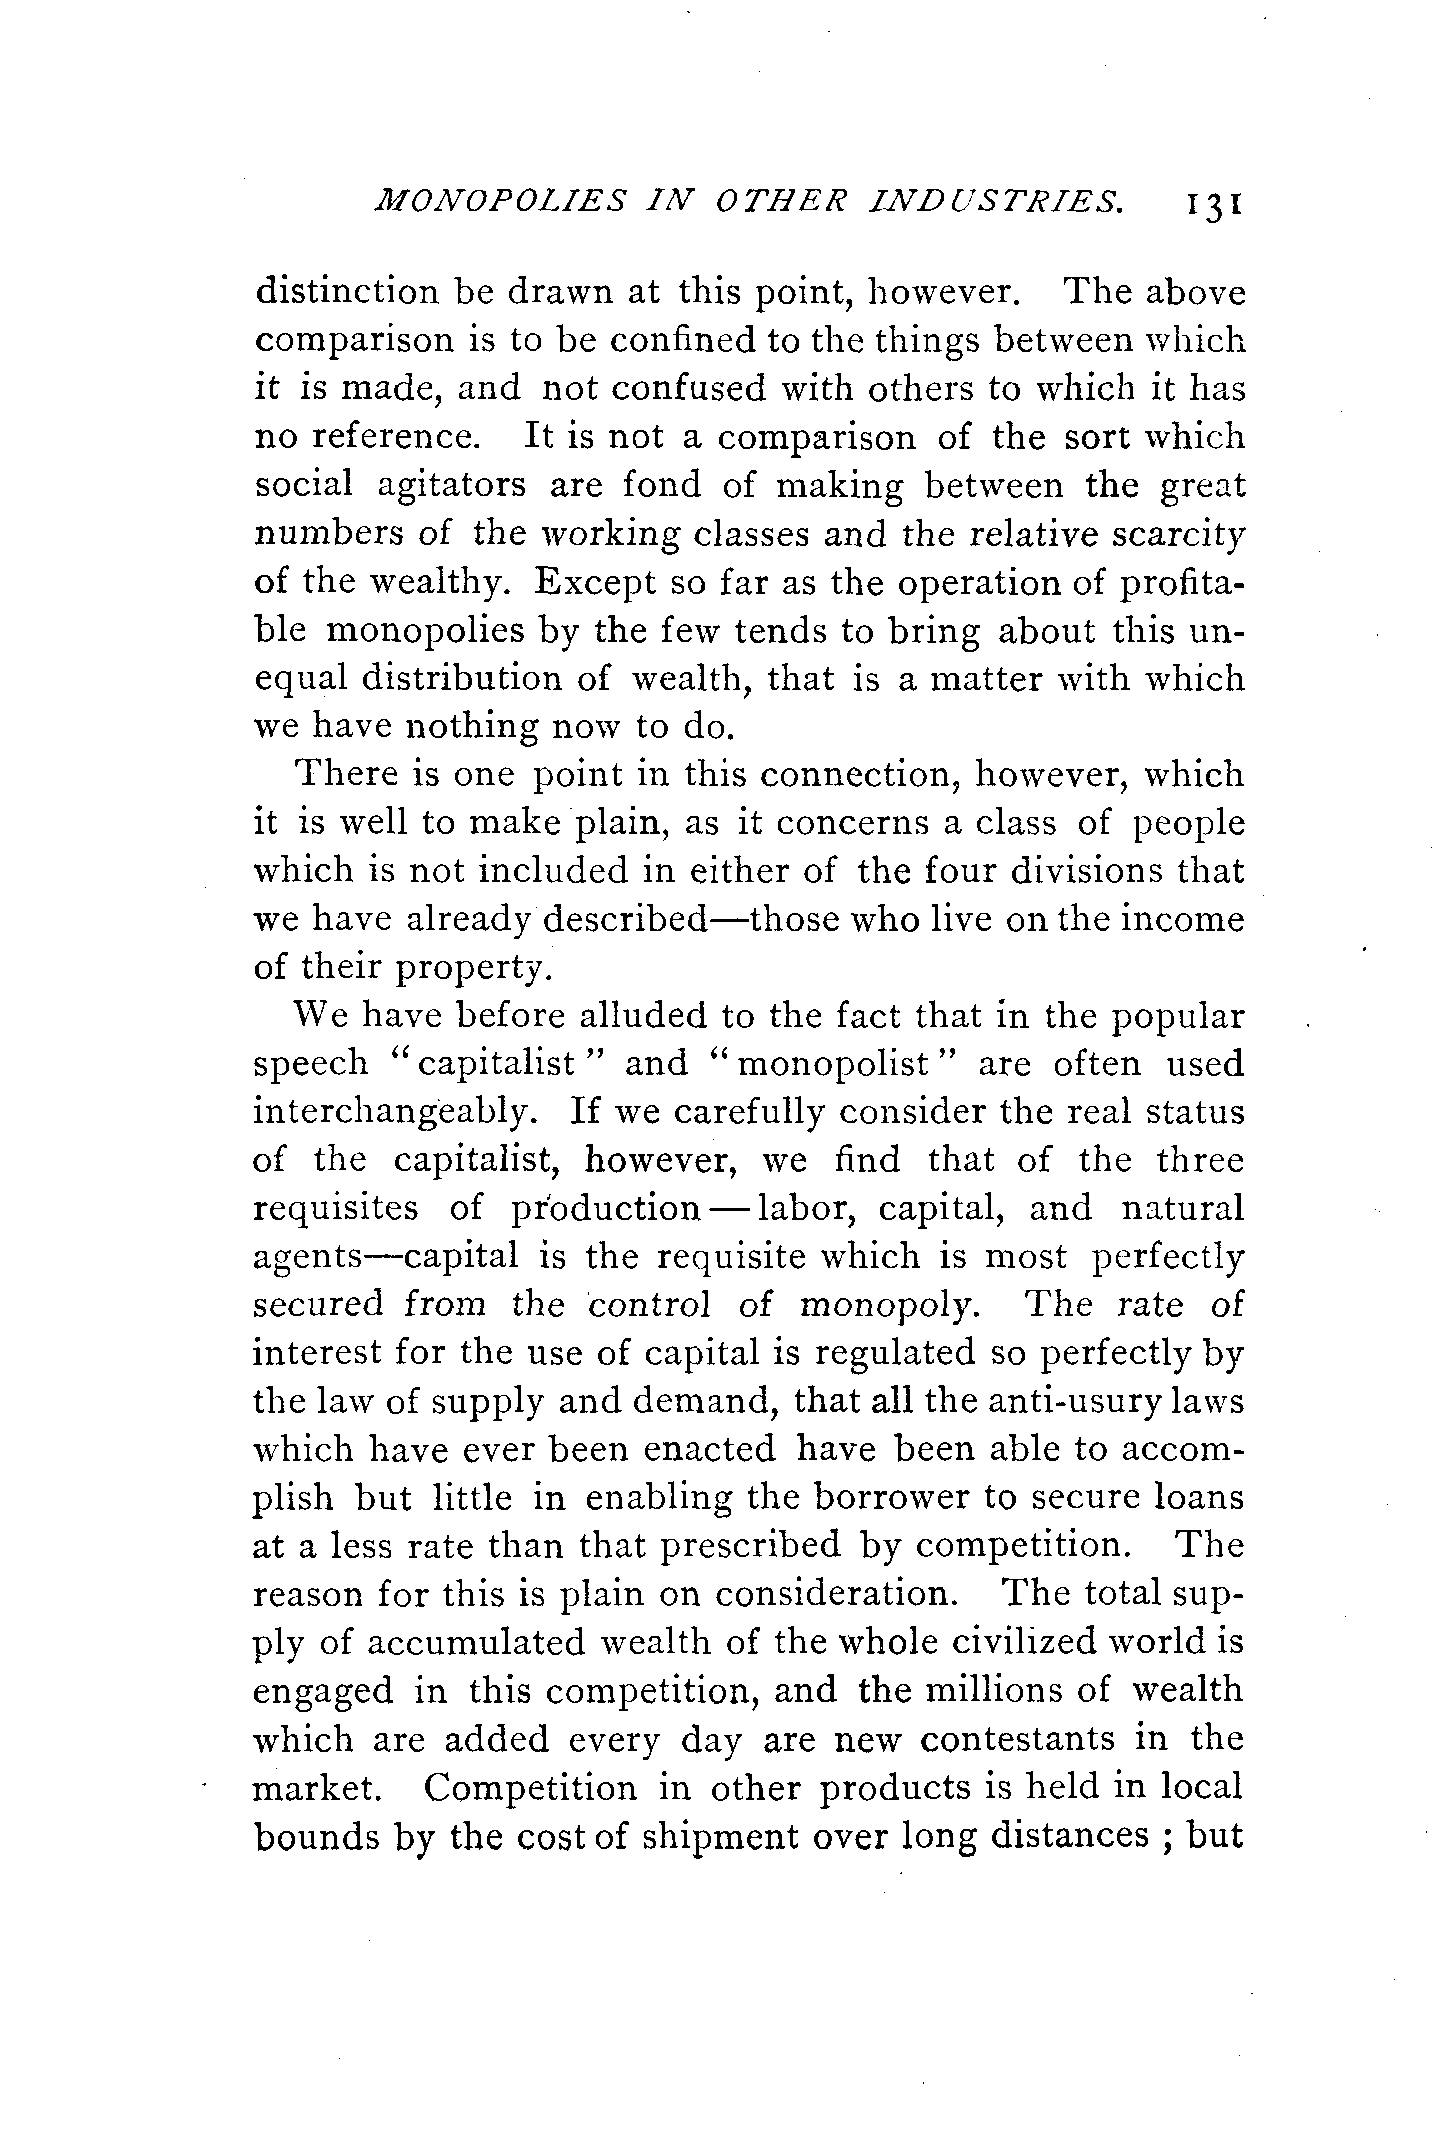 MONOPOLIES IN OTHER INDUSTRIES. 131
distinction be drawn at this point, however. The above
comparison is to be confined to the things between which
it is made, and not confused with others to which it has
no reference. It is not a comparison of the sort which
social agitators are fond of making between the great
numbers of the working classes and the relative scarcity
of the wealthy. Except so far as the operation of profita-
ble monopolies by the few tends to bring about this un-
equal distribution of wealth, that is a matter with which
we have nothing now to do.
There is one point in this connection, however, which
it is well to make plain, as it concerns a class of people
which is not included in either of the four divisions that
we have already described—those who live on the income
of their property.
We have before alluded to the fact that in the popular
speech “ capitalist ” and “ monopolist ” are often used
interchangeably. If we carefully consider the real status
of the capitalist, however, we find that of the three
requisites of production — labor, capital, and natural
agents—capital is the requisite which is most perfectly
secured from the control of monopoly. The rate of
interest for the use of capital is regulated so perfectly by
the law of supply and demand, that all the anti-usury laws
which have ever been enacted have been able to accom-
plish but little in enabling the borrower to secure loans
at a less rate than that prescribed by competition. The
reason for this is plain on consideration. The total sup-
ply of accumulated wealth of the whole civilized world is
engaged in this competition, and the millions of wealth
which are added every day are new contestants in the
market. Competition in other products is held in local
bounds by the cost of shipment over long distances ; but